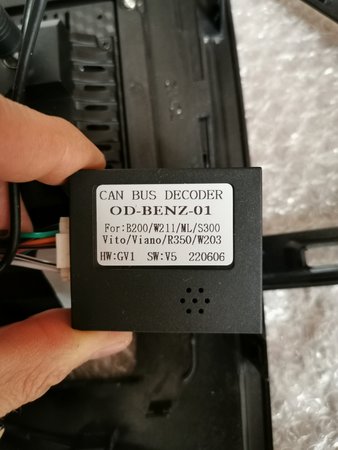 CAN BUS DECODER
OD-BENZ-01
For:B200/W211/ML/S300
Vito/Viano/R350/W203
HW:GV1 SW:V5 220606